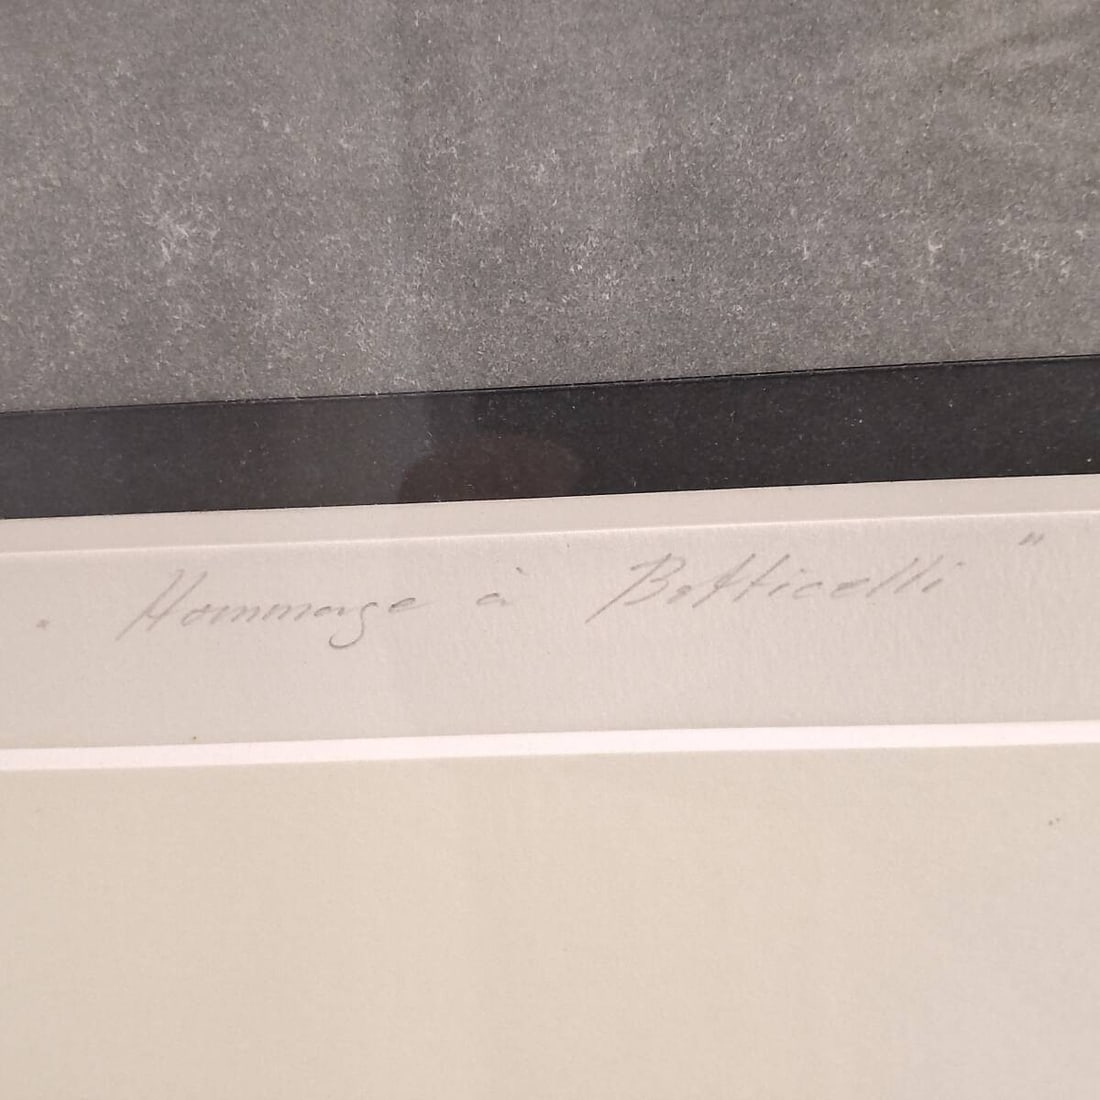 " Hommage à Botticelli "